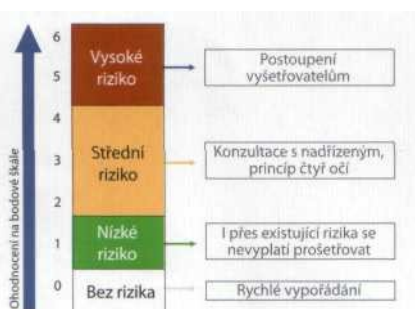 Ohodnocení na bodové škále
6
5
4
3
2
1
0
Vysoké
riziko
Postoupení
vyšetřovatelům
Střední
riziko
Konzultace s nadřízeným,
princip čtyř očí
Nízké
riziko
I přes existující rizika se
nevyplatí prošetřovat
Bez rizika
Rychlé vypořádání